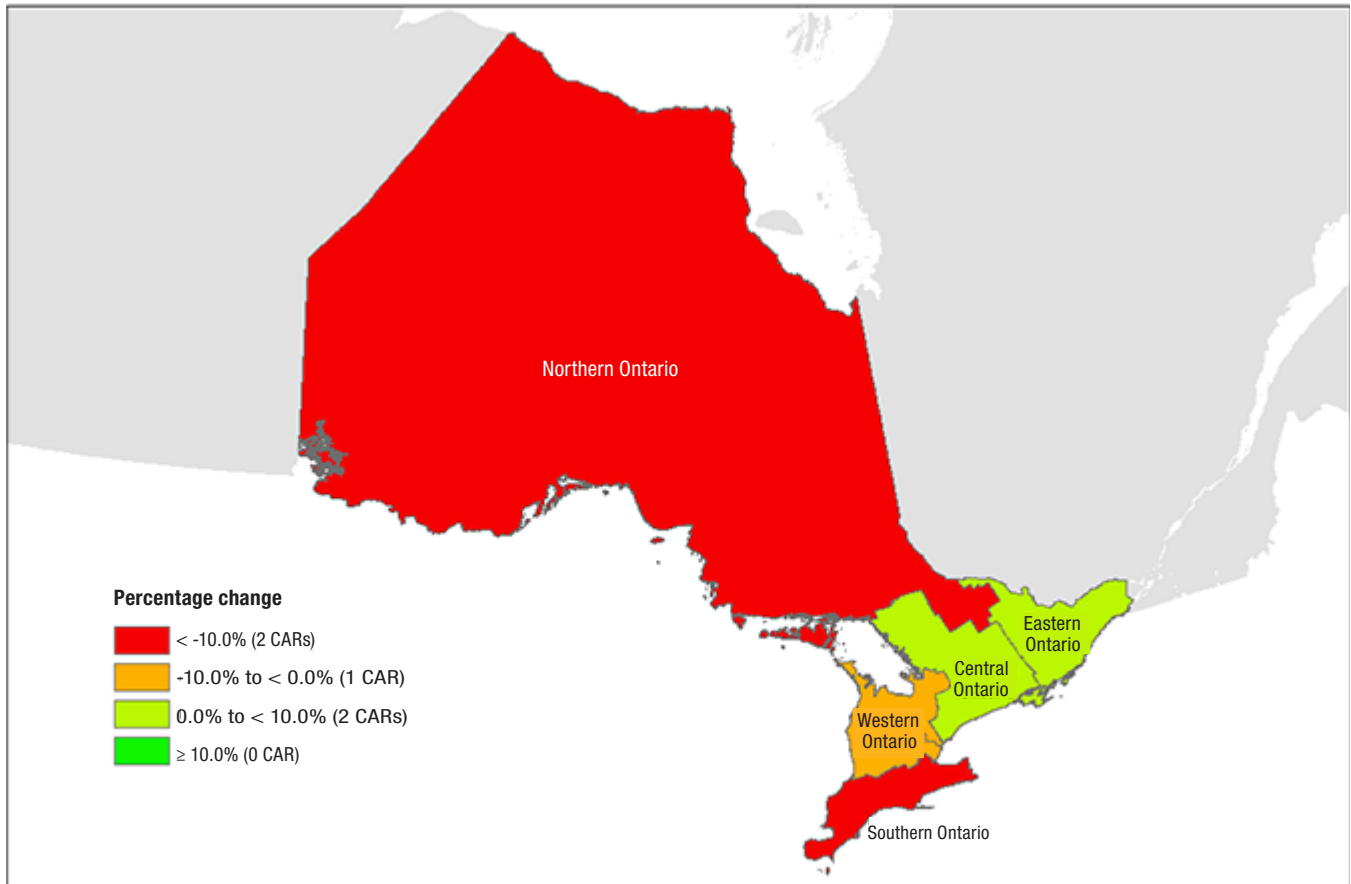 Northern Ontario
Percentage change
< -10.0% (2 CARs)
-10.0% to < 0.0% (1 CAR)
0.0% to < 10.0% (2 CARs)
≥ 10.0% (0 CAR)
Eastern
Ontario
Central
Ontario
Western
Ontario
Southern Ontario